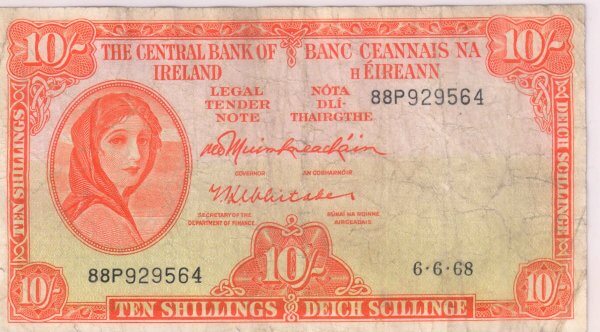 10/-
THE CENTRAL BANK OF
IRELAND
BANC CEANNAIS NA
H ÉIREANN
10/-
LEGAL
TENDER
NOTE
NÓTA
DLÍ-
THAIRGTHE
88P929564
GOVERNOR
AN GOBHARNÓIR
T K Whitaker
SECRETARY OF THE
DEPARTMENT OF FINANCE
RÚNAÍ NA ROINNE
AIRGEADAIS
TEN SHILLINGS
DEICH SCILLINGE
88P929564
10/-
6·6·68
10/-
TEN SHILLINGS
DEICH SCILLINGE
10/-